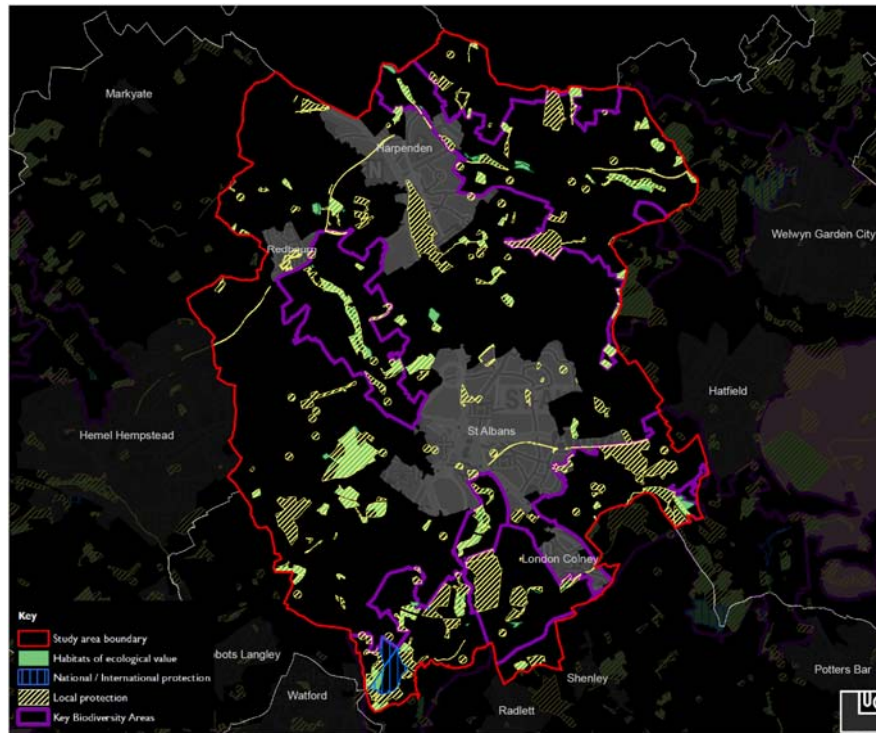 Markyate
Harpenden
Redbourn
Welwyn Garden City
Hatfield
Hemel Hempstead
St Albans
London Colney
Key
Study area boundary
Habitats of ecological value
National / International protection
Local protection
Key Biodiversity Areas
bots Langley
Watford
Shenley
Radlett
Potters Bar